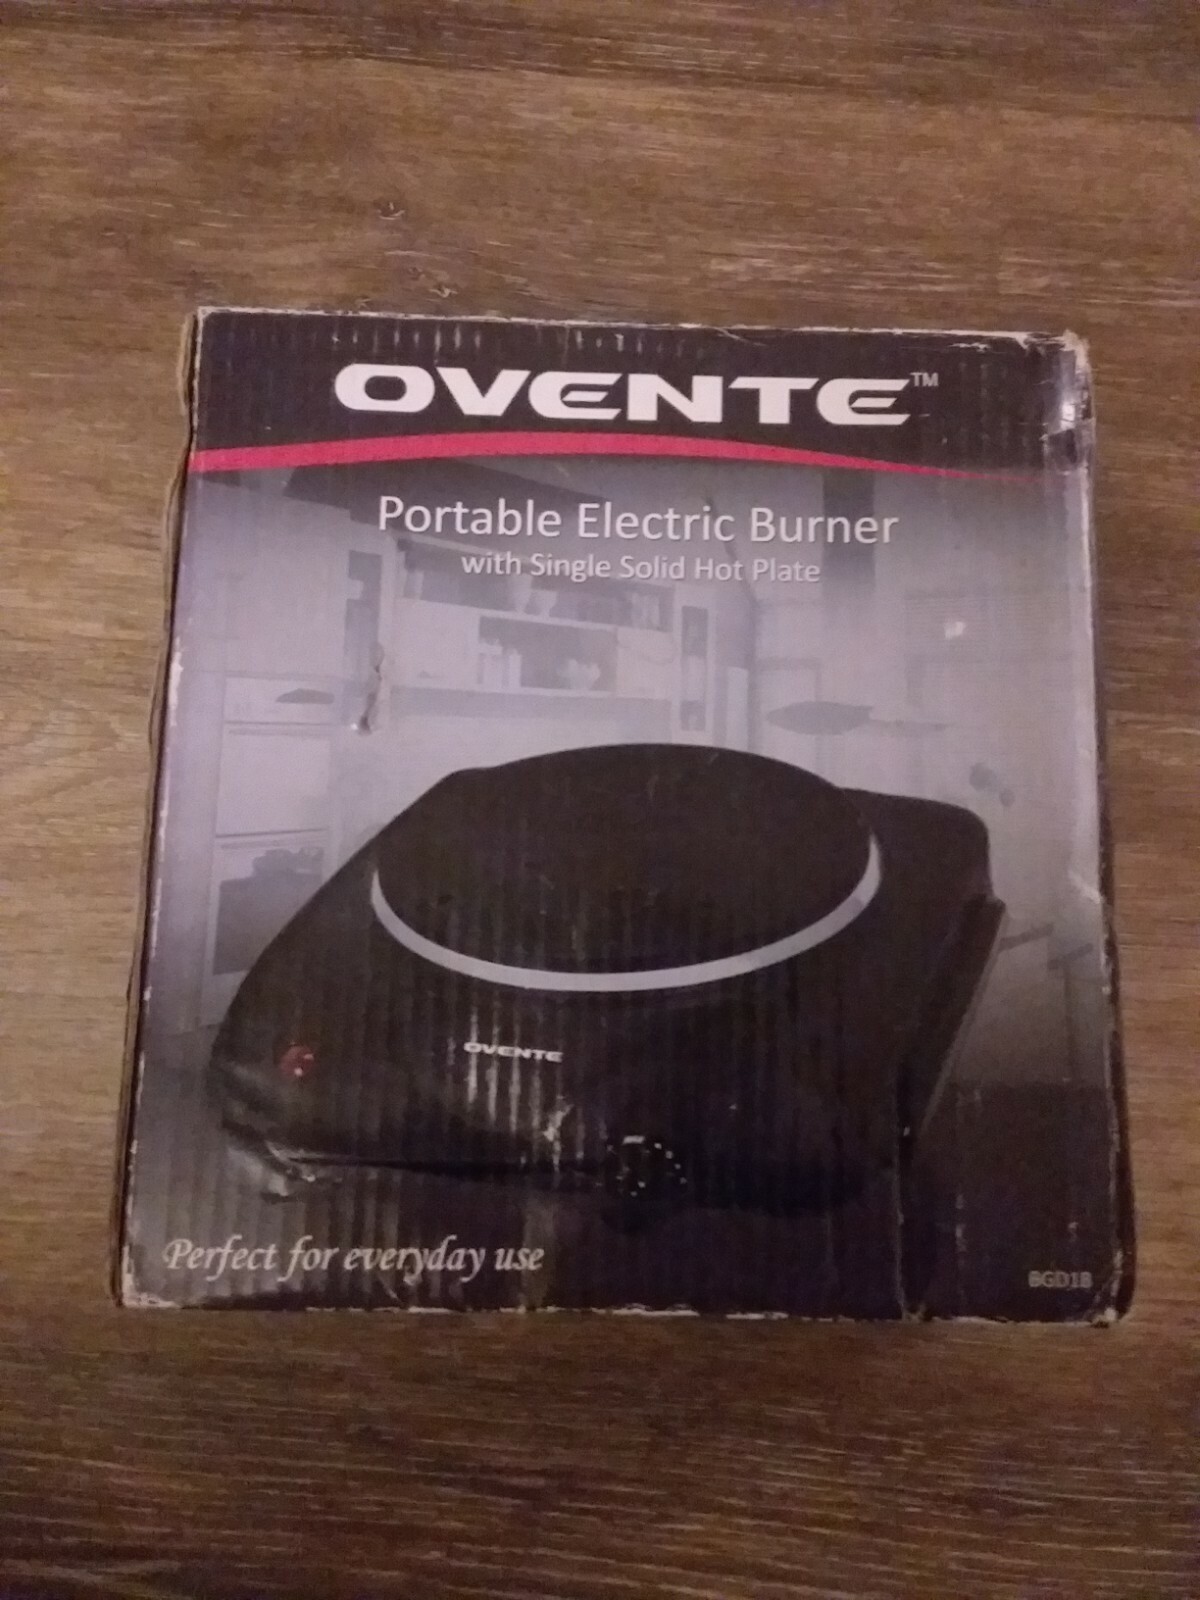 OVENTE™
Portable Electric Burner
with Single Solid Hot Plate
OVENTE
Perfect for everyday use
BGD1B